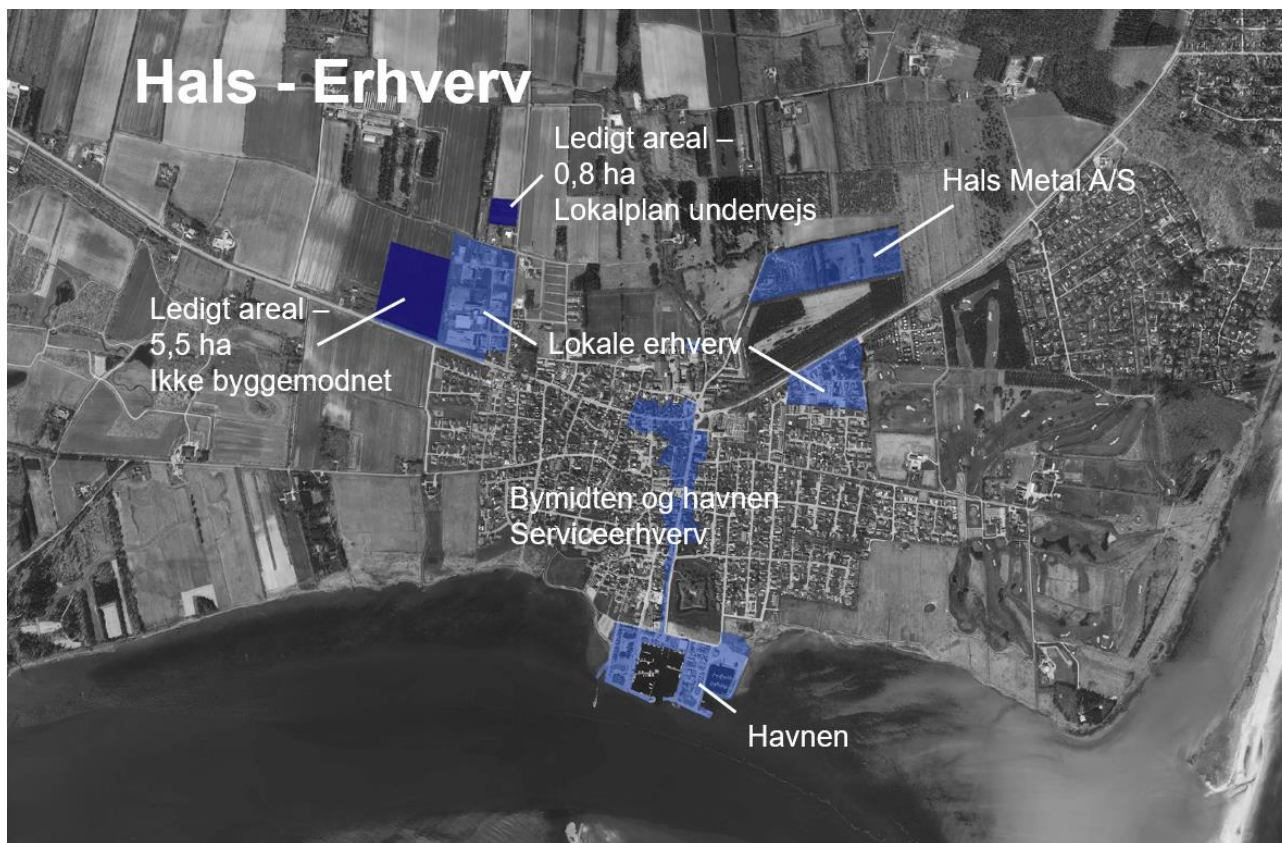 Hals - Erhverv
Ledigt areal –
0,8 ha
Lokalplan undervejs
Hals Metal A/S
Ledigt areal –
5,5 ha
Ikke byggemodnet
Lokale erhverv
Bymidten og havnen
Serviceerhverv
Havnen